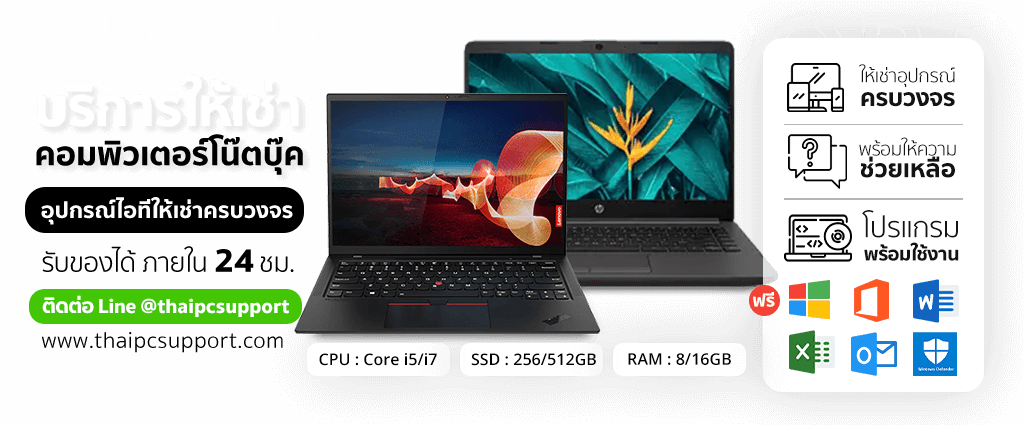 บริการให้เช่า
คอมพิวเตอร์โน๊ตบุ๊ค
อุปกรณ์ไอทีให้เช่าครบวงจร
รับของได้ ภายใน 24 ชม.
ติดต่อ Line @thaipcsupport
www.thaipcsupport.com
Lenovo
hp
CPU : Core i5/i7
SSD : 256/512GB
RAM : 8/16GB
ให้เช่าอุปกรณ์
ครบวงจร
พร้อมให้ความ
ช่วยเหลือ
โปรแกรม
พร้อมใช้งาน
ฟรี
Windows Defender